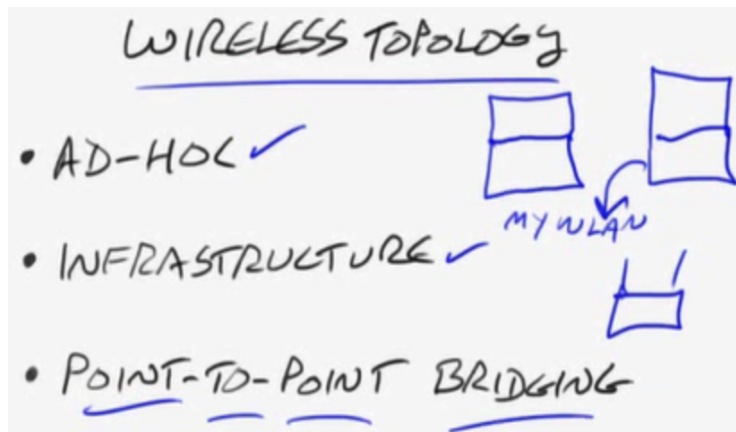 WIRELESS TOPOLOGY
• AD-HOC
MY WLAN
• INFRASTRUCTURE
• POINT-TO-POINT BRIDGING